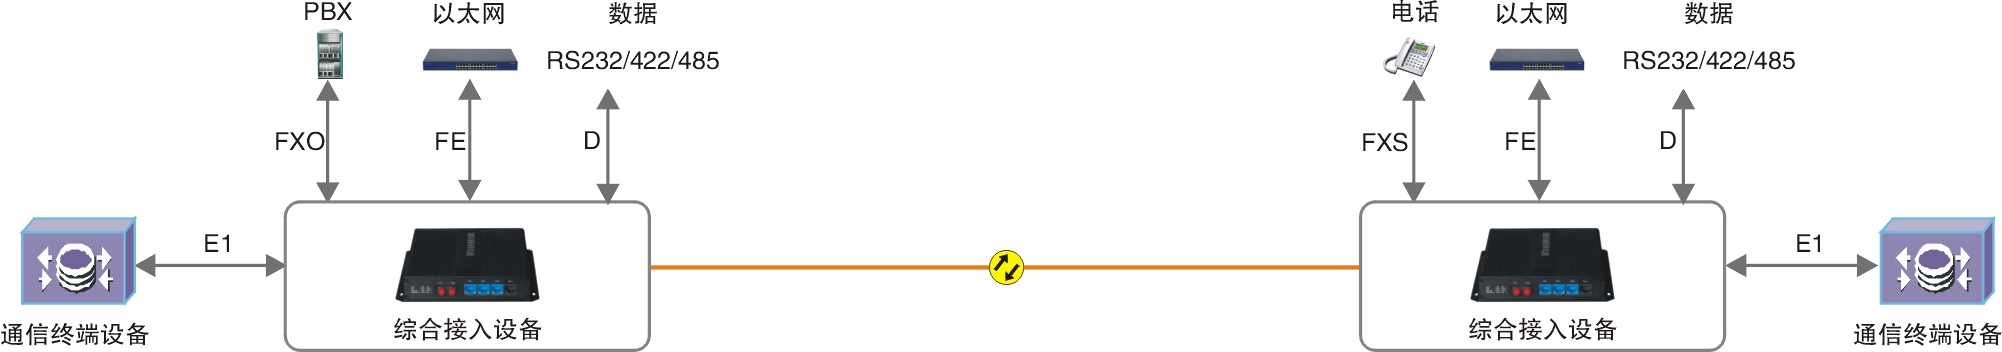 PBX 以太网 数据 电话 以太网 数据
RS232/422/485 RS232/422/485
FXO FE D FXS FE D
E1 E1
通信终端设备 综合接入设备 综合接入设备 通信终端设备